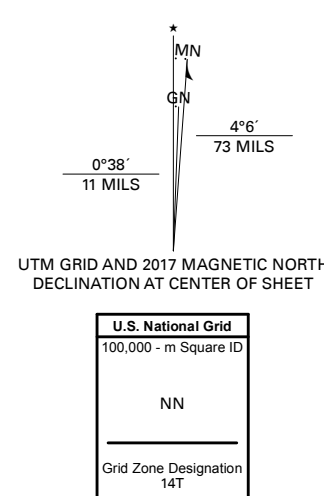 ★
MN
GN
4°6´
73 MILS
0°38´
11 MILS
UTM GRID AND 2017 MAGNETIC NORTH
DECLINATION AT CENTER OF SHEET
U.S. National Grid
100,000 - m Square ID
NN
Grid Zone Designation
14T